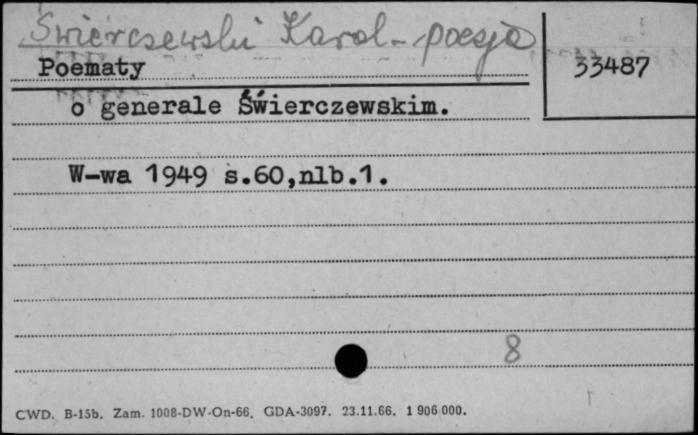 Świerczewski Karol - poezja
Poematy
33487
o generale Świerczewskim.
W-wa 1949 s.60,nlb.1.
8
CWD. B-15b. Zam. 1008-DW-On-66. GDA-3097. 23.11.66. 1 906 000.